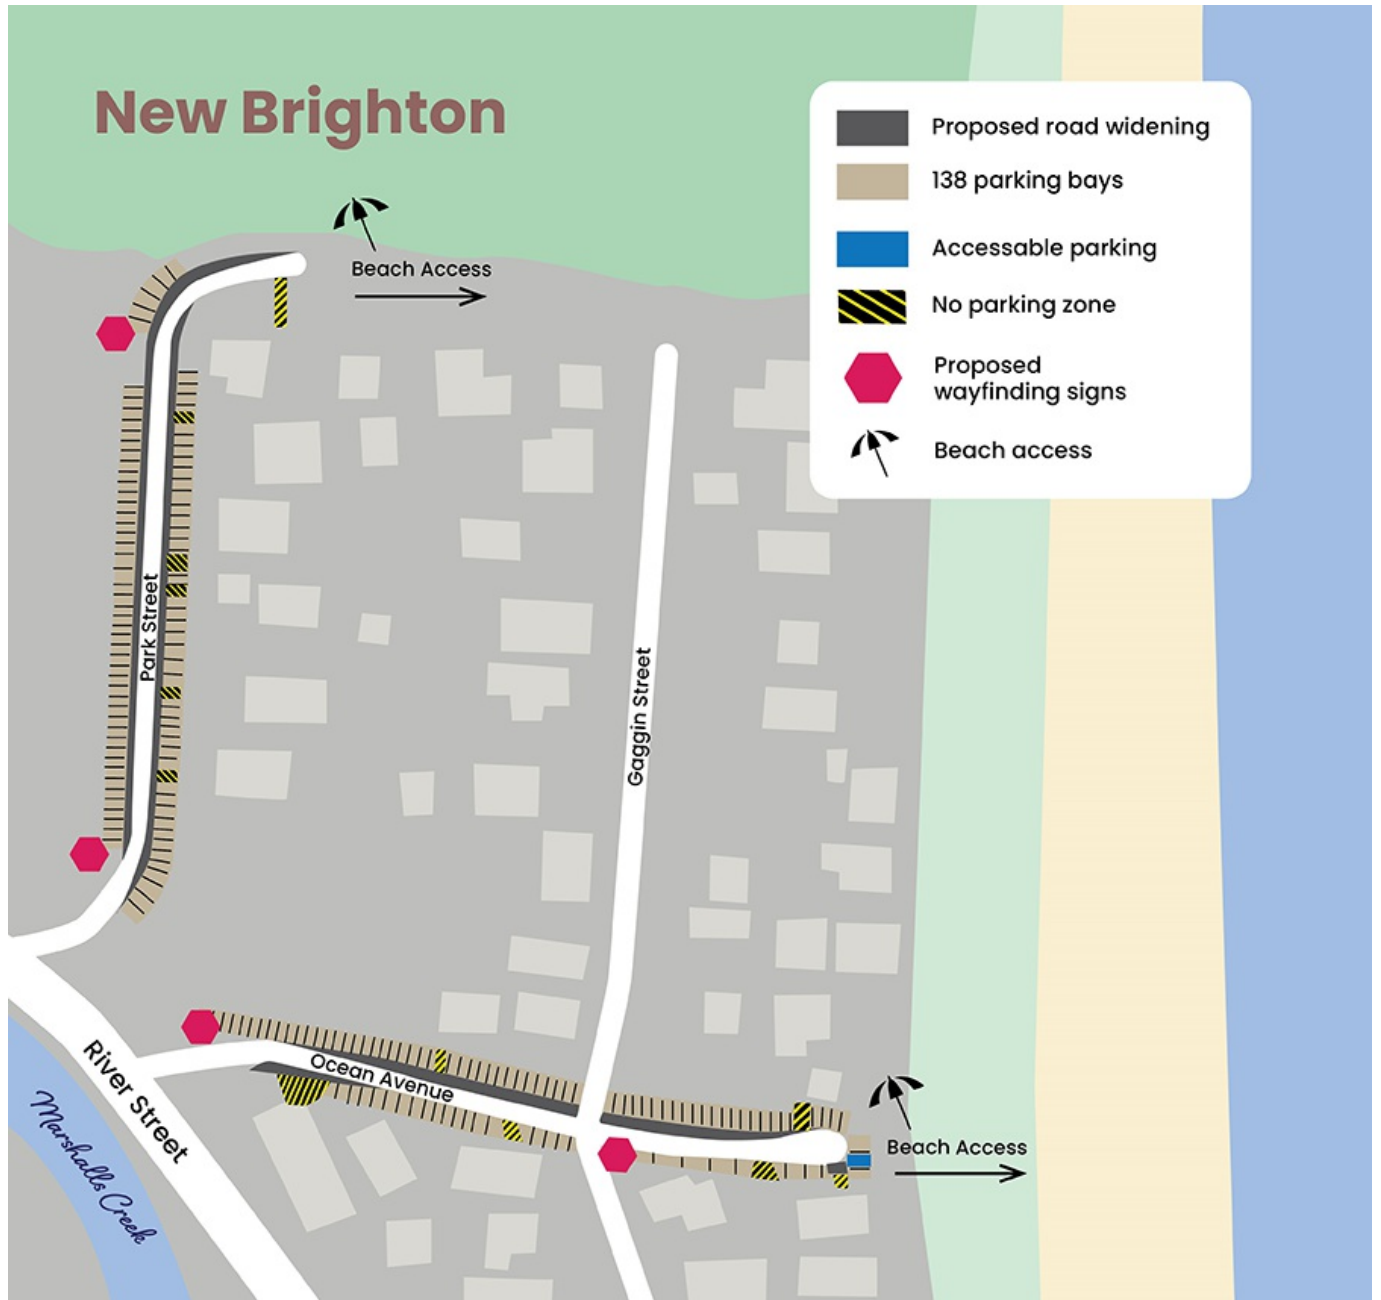 New Brighton
Proposed road widening
138 parking bays
Accessable parking
No parking zone
Proposed
wayfinding signs
Beach access
Beach Access
Park Street
Gaggin Street
Ocean Avenue
River Street
Marshalls Creek
Beach Access